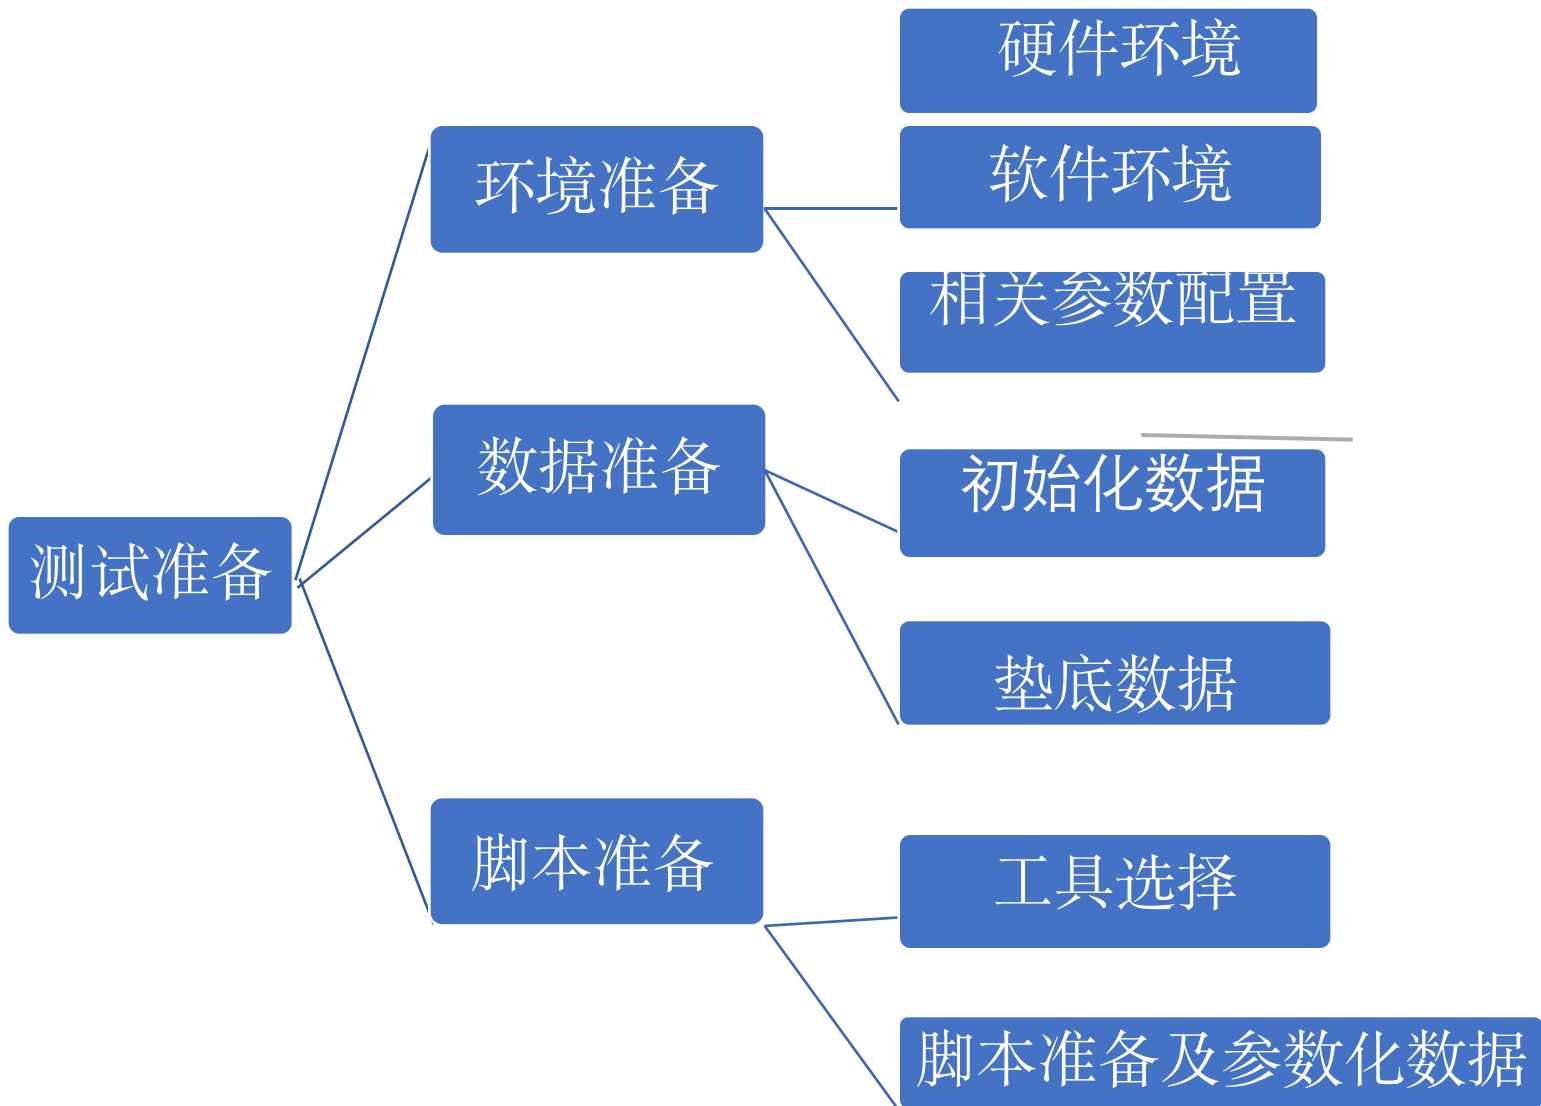 测试准备
环境准备
硬件环境
软件环境
相关参数配置
数据准备
初始化数据
垫底数据
脚本准备
工具选择
脚本准备及参数化数据